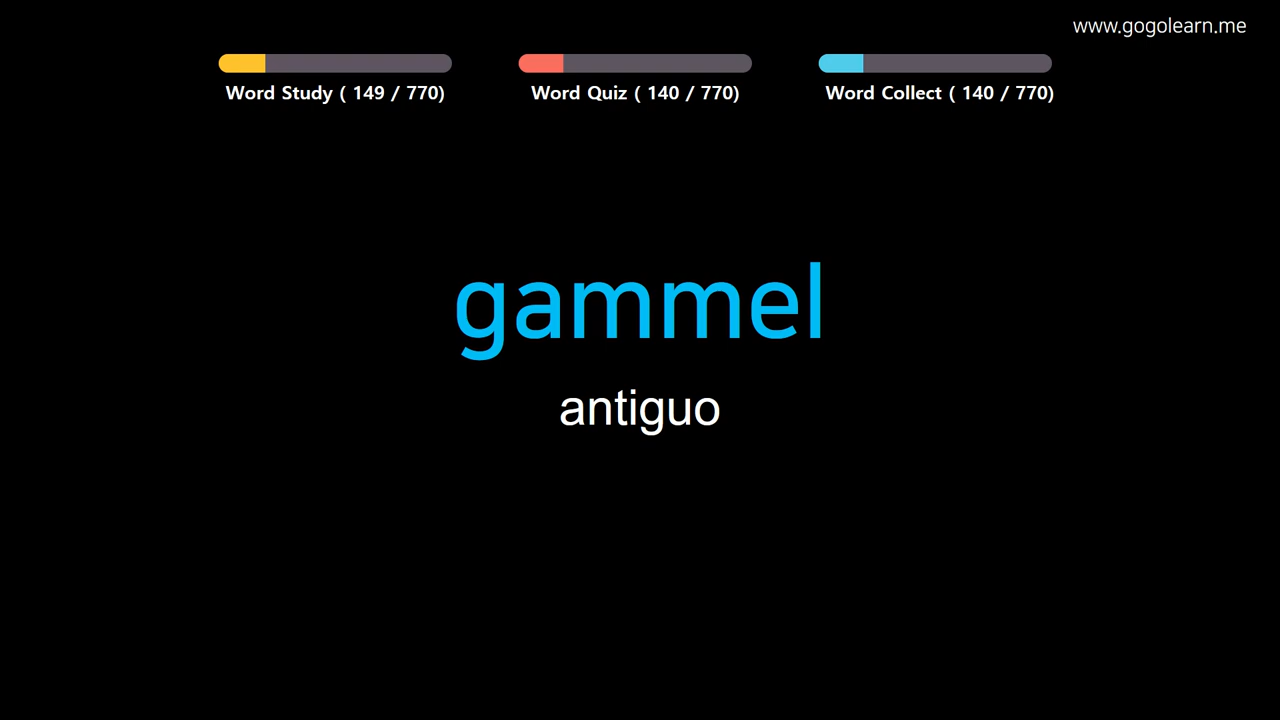 www.gogolearn.me
Word Study ( 149 / 770)
Word Quiz ( 140 / 770)
Word Collect ( 140 / 770)
gammel
antiguo